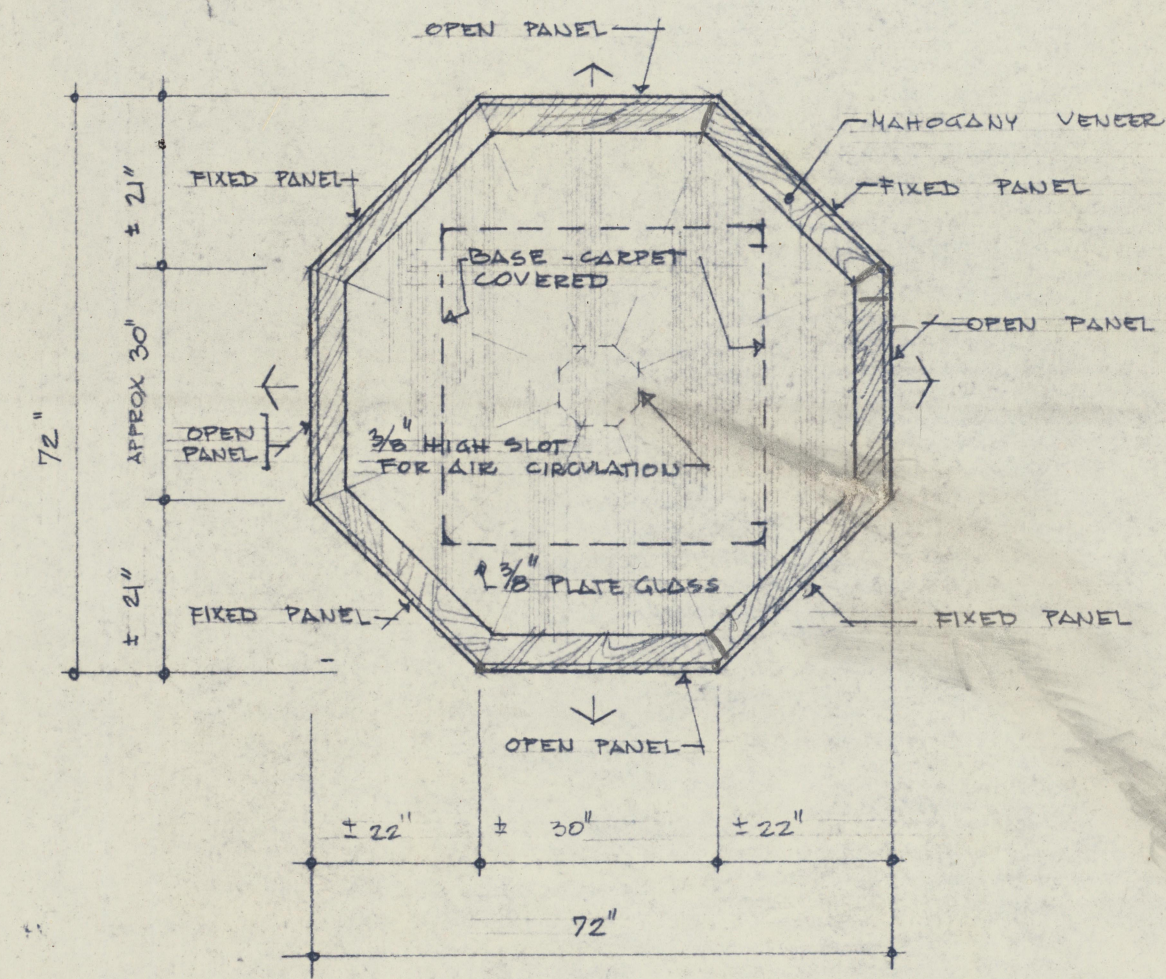 OPEN PANEL
MAHOGANY VENEER
FIXED PANEL
FIXED PANEL
± 21"
BASE - CARPET
COVERED
OPEN PANEL
APPROX 30"
72"
OPEN
PANEL
3/8" HIGH SLOT
FOR AIR CIRCULATION
3/8" PLATE GLASS
± 21"
FIXED PANEL
FIXED PANEL
OPEN PANEL
± 22"
± 30"
± 22"
72"